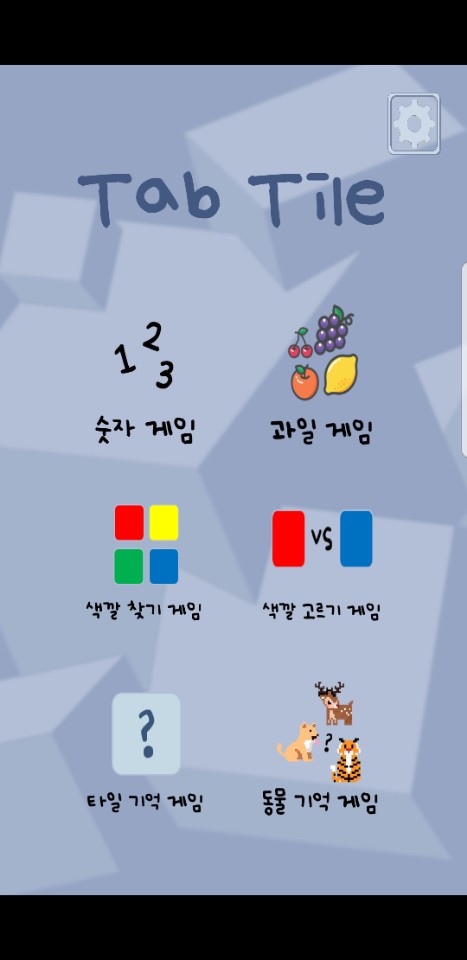 Tab Tile
1 2 3
숫자 게임
과일 게임
VS
색깔 찾기 게임
색깔 고르기 게임
?
?
타일 기억 게임
동물 기억 게임